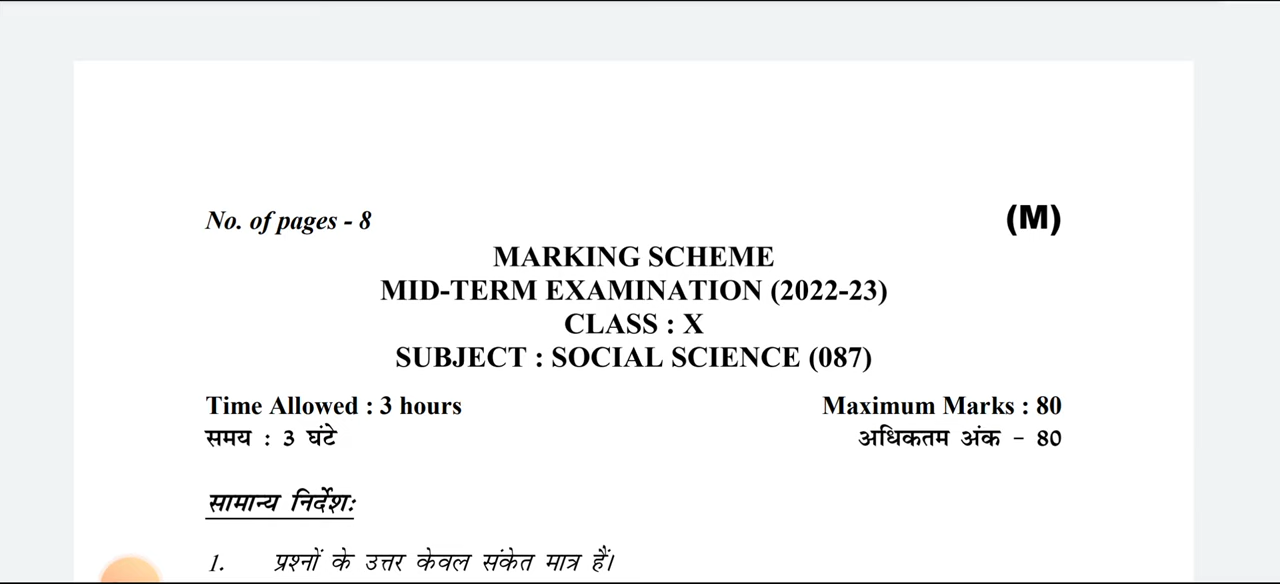 No. of pages - 8 (M)
MARKING SCHEME
MID-TERM EXAMINATION (2022-23)
CLASS : X
SUBJECT : SOCIAL SCIENCE (087)
Time Allowed : 3 hours Maximum Marks : 80
समय : 3 घंटे अधिकतम अंक - 80
सामान्य निर्देश:
1. प्रश्नों के उत्तर केवल संकेत मात्र हैं।